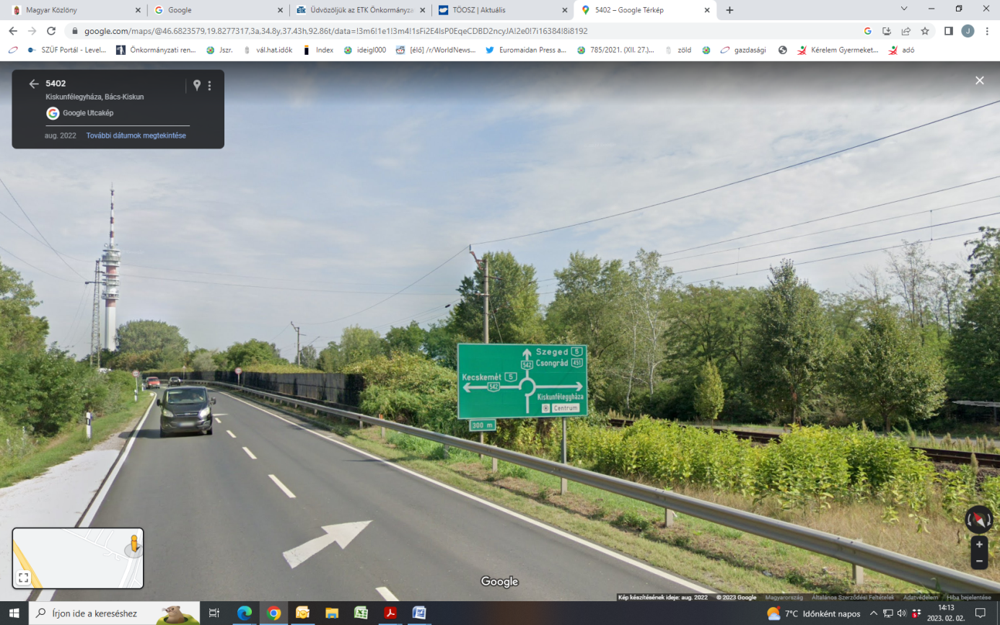 Magyar Közlöny
Google
Üdvözöljük az ETK Önkormányza
TÖOSZ | Aktuális
5402 – Google Térkép
google.com/maps/@46.6823579,19.8277317,3a,34.8y,37.43h,92.86t/data=!3m6!1e1!3m4!1sFi2E4IsP0EqeCDBD2ncyJA!2e0!7i16384!8i8192
J
SZÜF Portál - Level...
Önkormányzati ren...
Jszr.
vál.hat.idők
Index
ideigl000
[élő] /r/WorldNews...
Euromaidan Press a...
785/2021. (XII. 27.)...
zöld
gazdasági
Kérelem Gyermeket...
adó
5402
Kiskunfélegyháza, Bács-Kiskun
Google Utcakép
aug. 2022
További dátumok megtekintése
Szeged 5
542
Csongrád 451
Kecskemét 5
542
Kiskunfélegyháza
Centrum
300 m
Google
Kép készítésének ideje: aug. 2022
© 2023 Google
Magyarország
Általános Szerződési Feltételek
Adatvédelem
Hiba bejelentése
Írjon ide a kereséshez
7°C Időnként napos
14:13
2023. 02. 02.